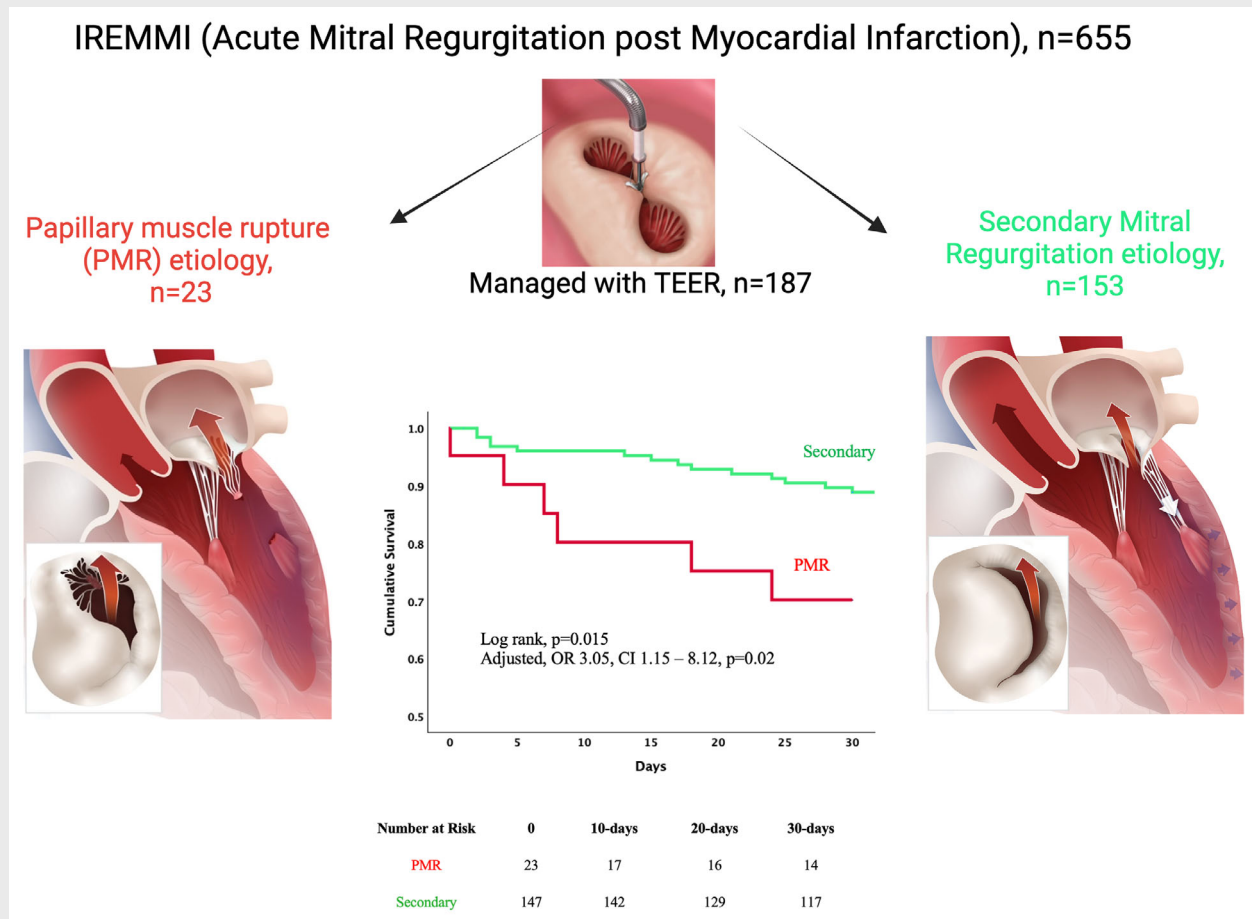 IREMMI (Acute Mitral Regurgitation post Myocardial Infarction), n=655
Papillary muscle rupture
(PMR) etiology,
n=23
Managed with TEER, n=187
Secondary Mitral
Regurgitation etiology,
n=153
Cumulative Survival
1.0
0.9
0.8
0.7
0.6
0.5
Secondary
PMR
Log rank, p=0.015
Adjusted, OR 3.05, CI 1.15 – 8.12, p=0.02
0 5 10 15 20 25 30
Days
Number at Risk 0 10-days 20-days 30-days
PMR 23 17 16 14
Secondary 147 142 129 117